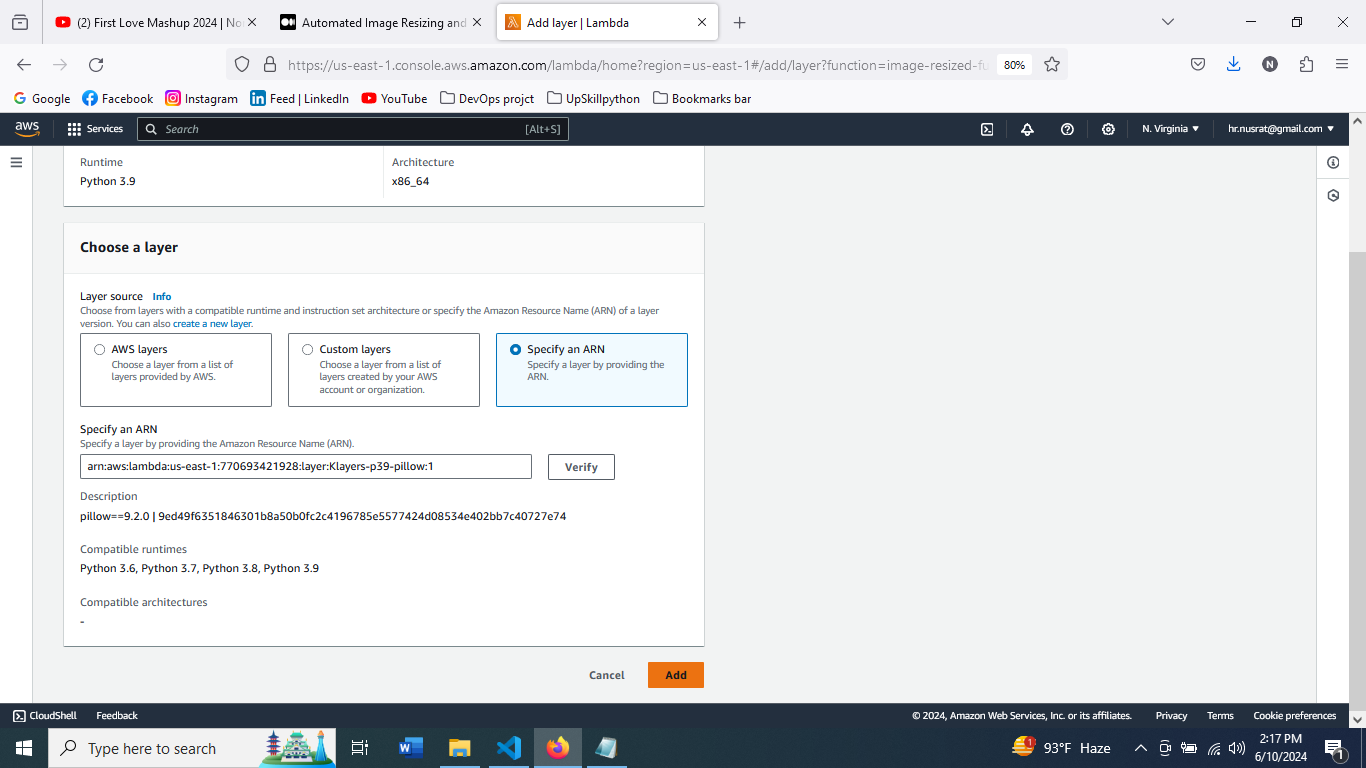 (2) First Love Mashup 2024 | No
Automated Image Resizing and
Add layer | Lambda
https://us-east-1.console.aws.amazon.com/lambda/home?region=us-east-1#/add/layer?function=image-resized-fu
80%
N
Google
Facebook
Instagram
Feed | LinkedIn
YouTube
DevOps projct
UpSkillpython
Bookmarks bar
aws
Services
Search
[Alt+S]
N. Virginia
hr.nusrat@gmail.com
Runtime
Architecture
Python 3.9
x86_64
Choose a layer
Layer source Info
Choose from layers with a compatible runtime and instruction set architecture or specify the Amazon Resource Name (ARN) of a layer
version. You can also create a new layer.
AWS layers
Choose a layer from a list of
layers provided by AWS.
Custom layers
Choose a layer from a list of
layers created by your AWS
account or organization.
Specify an ARN
Specify a layer by providing the
ARN.
Specify an ARN
Specify a layer by providing the Amazon Resource Name (ARN).
arn:aws:lambda:us-east-1:770693421928:layer:Klayers-p39-pillow:1
Verify
Description
pillow==9.2.0 | 9ed49f6351846301b8a50b0fc2c4196785e5577424d08534e402bb7c40727e74
Compatible runtimes
Python 3.6, Python 3.7, Python 3.8, Python 3.9
Compatible architectures
-
Cancel
Add
CloudShell
Feedback
© 2024, Amazon Web Services, Inc. or its affiliates.
Privacy
Terms
Cookie preferences
Type here to search
1
93°F Haze
2:17 PM
6/10/2024
1